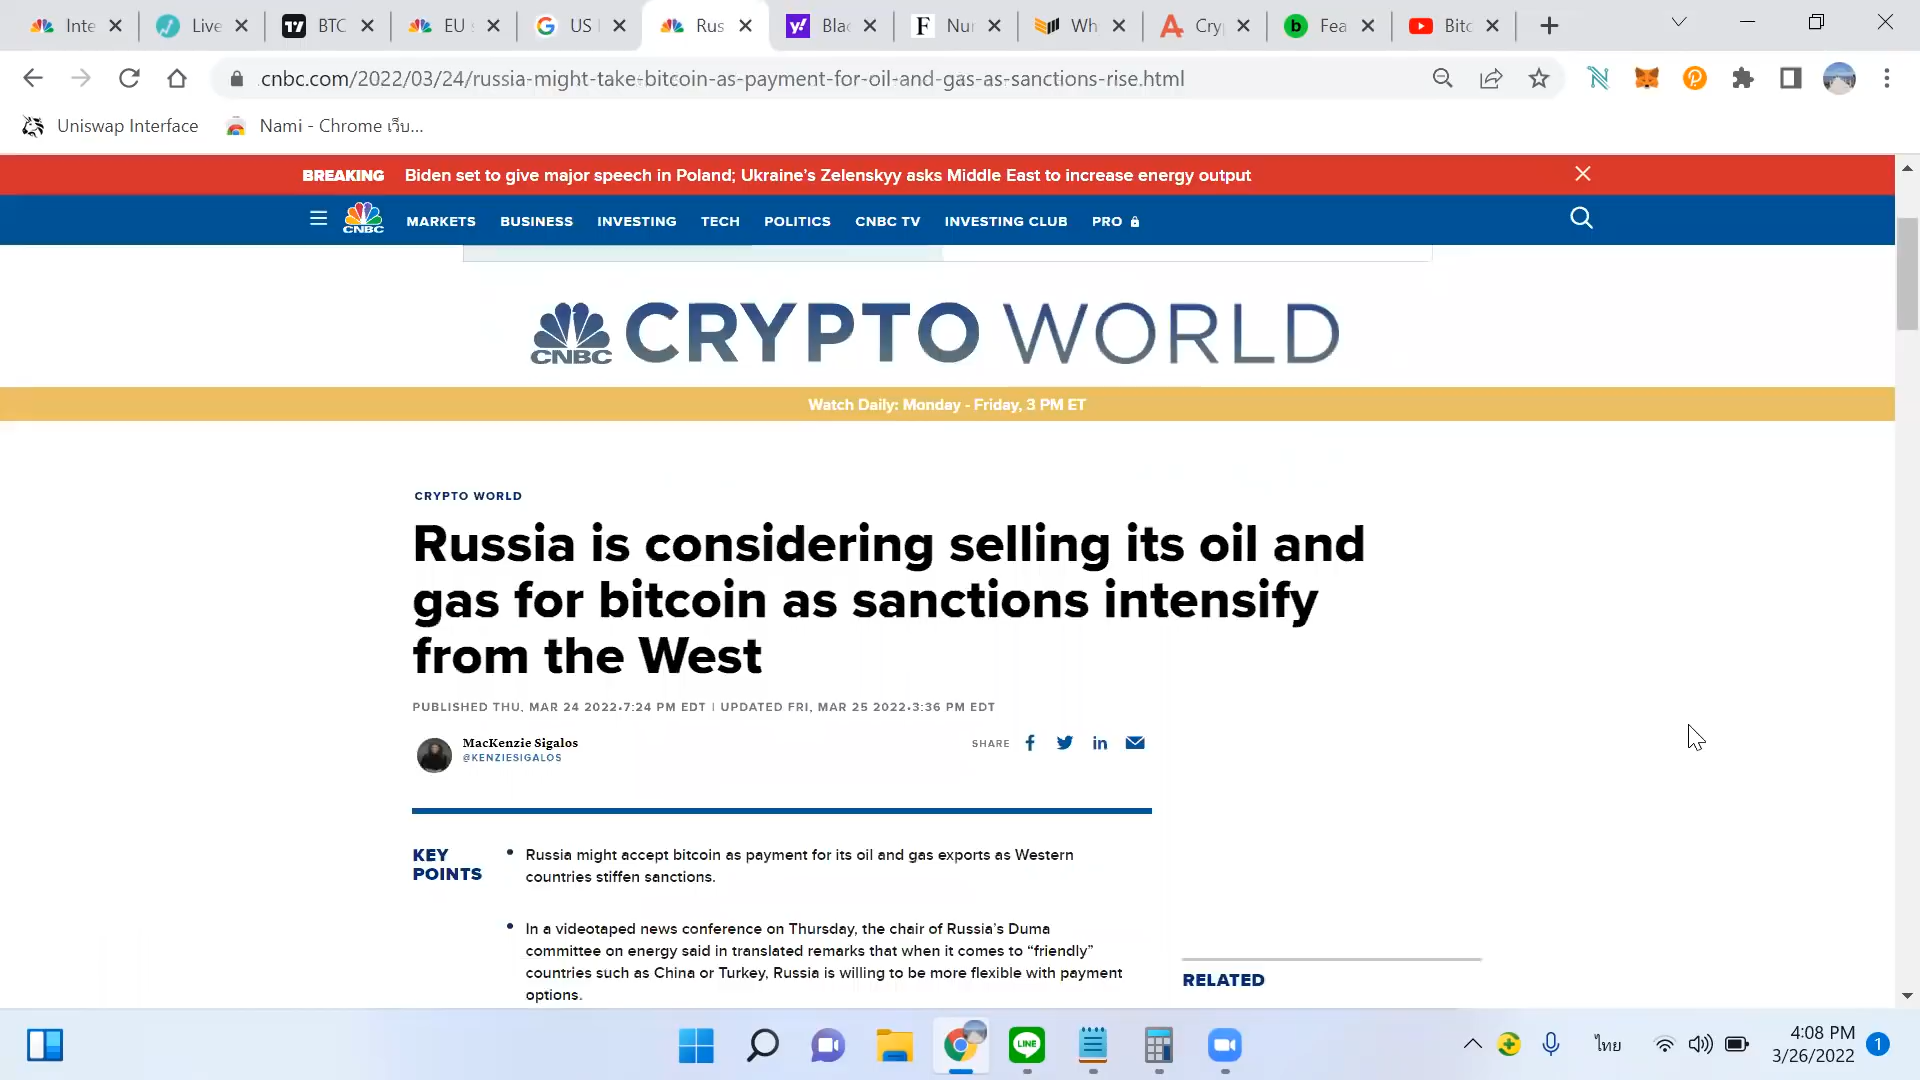 Inte
Live
BTC
EU
US
Rus
Bla
Nur
Wh
Cry
Fea
Bitc
cnbc.com/2022/03/24/russia-might-take-bitcoin-as-payment-for-oil-and-gas-as-sanctions-rise.html
Uniswap Interface
Nami - Chrome เว็บ...
BREAKING Biden set to give major speech in Poland; Ukraine's Zelenskyy asks Middle East to increase energy output
CNBC MARKETS BUSINESS INVESTING TECH POLITICS CNBC TV INVESTING CLUB PRO
CNBC CRYPTO WORLD
Watch Daily: Monday - Friday, 3 PM ET
CRYPTO WORLD
Russia is considering selling its oil and
gas for bitcoin as sanctions intensify
from the West
PUBLISHED THU, MAR 24 2022•7:24 PM EDT | UPDATED FRI, MAR 25 2022•3:36 PM EDT
MacKenzie Sigalos
@KENZIESIGALOS
SHARE
KEY
POINTS
• Russia might accept bitcoin as payment for its oil and gas exports as Western
countries stiffen sanctions.
• In a videotaped news conference on Thursday, the chair of Russia's Duma
committee on energy said in translated remarks that when it comes to “friendly”
countries such as China or Turkey, Russia is willing to be more flexible with payment
options.
RELATED
LINE
ไทย
4:08 PM
3/26/2022
1